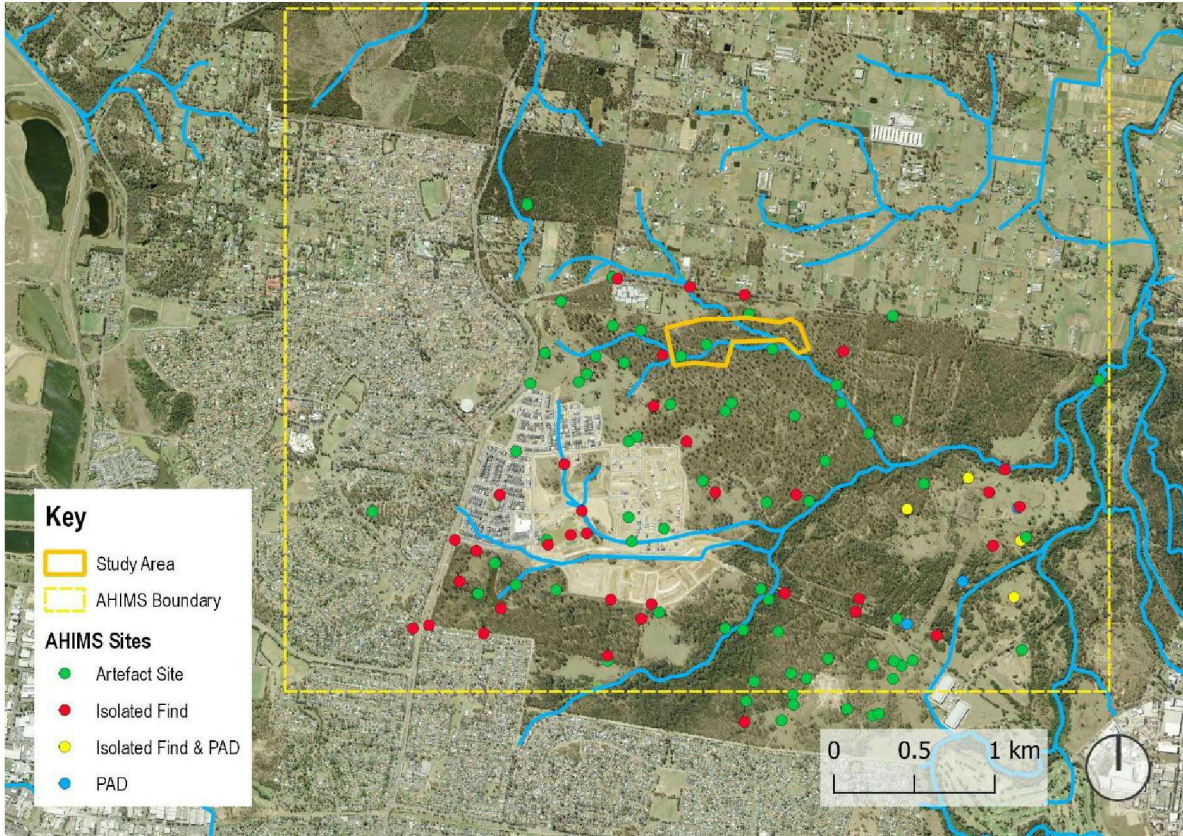 Key
Study Area
AHIMS Boundary
AHIMS Sites
Artefact Site
Isolated Find
Isolated Find & PAD
PAD
0 0.5 1 km